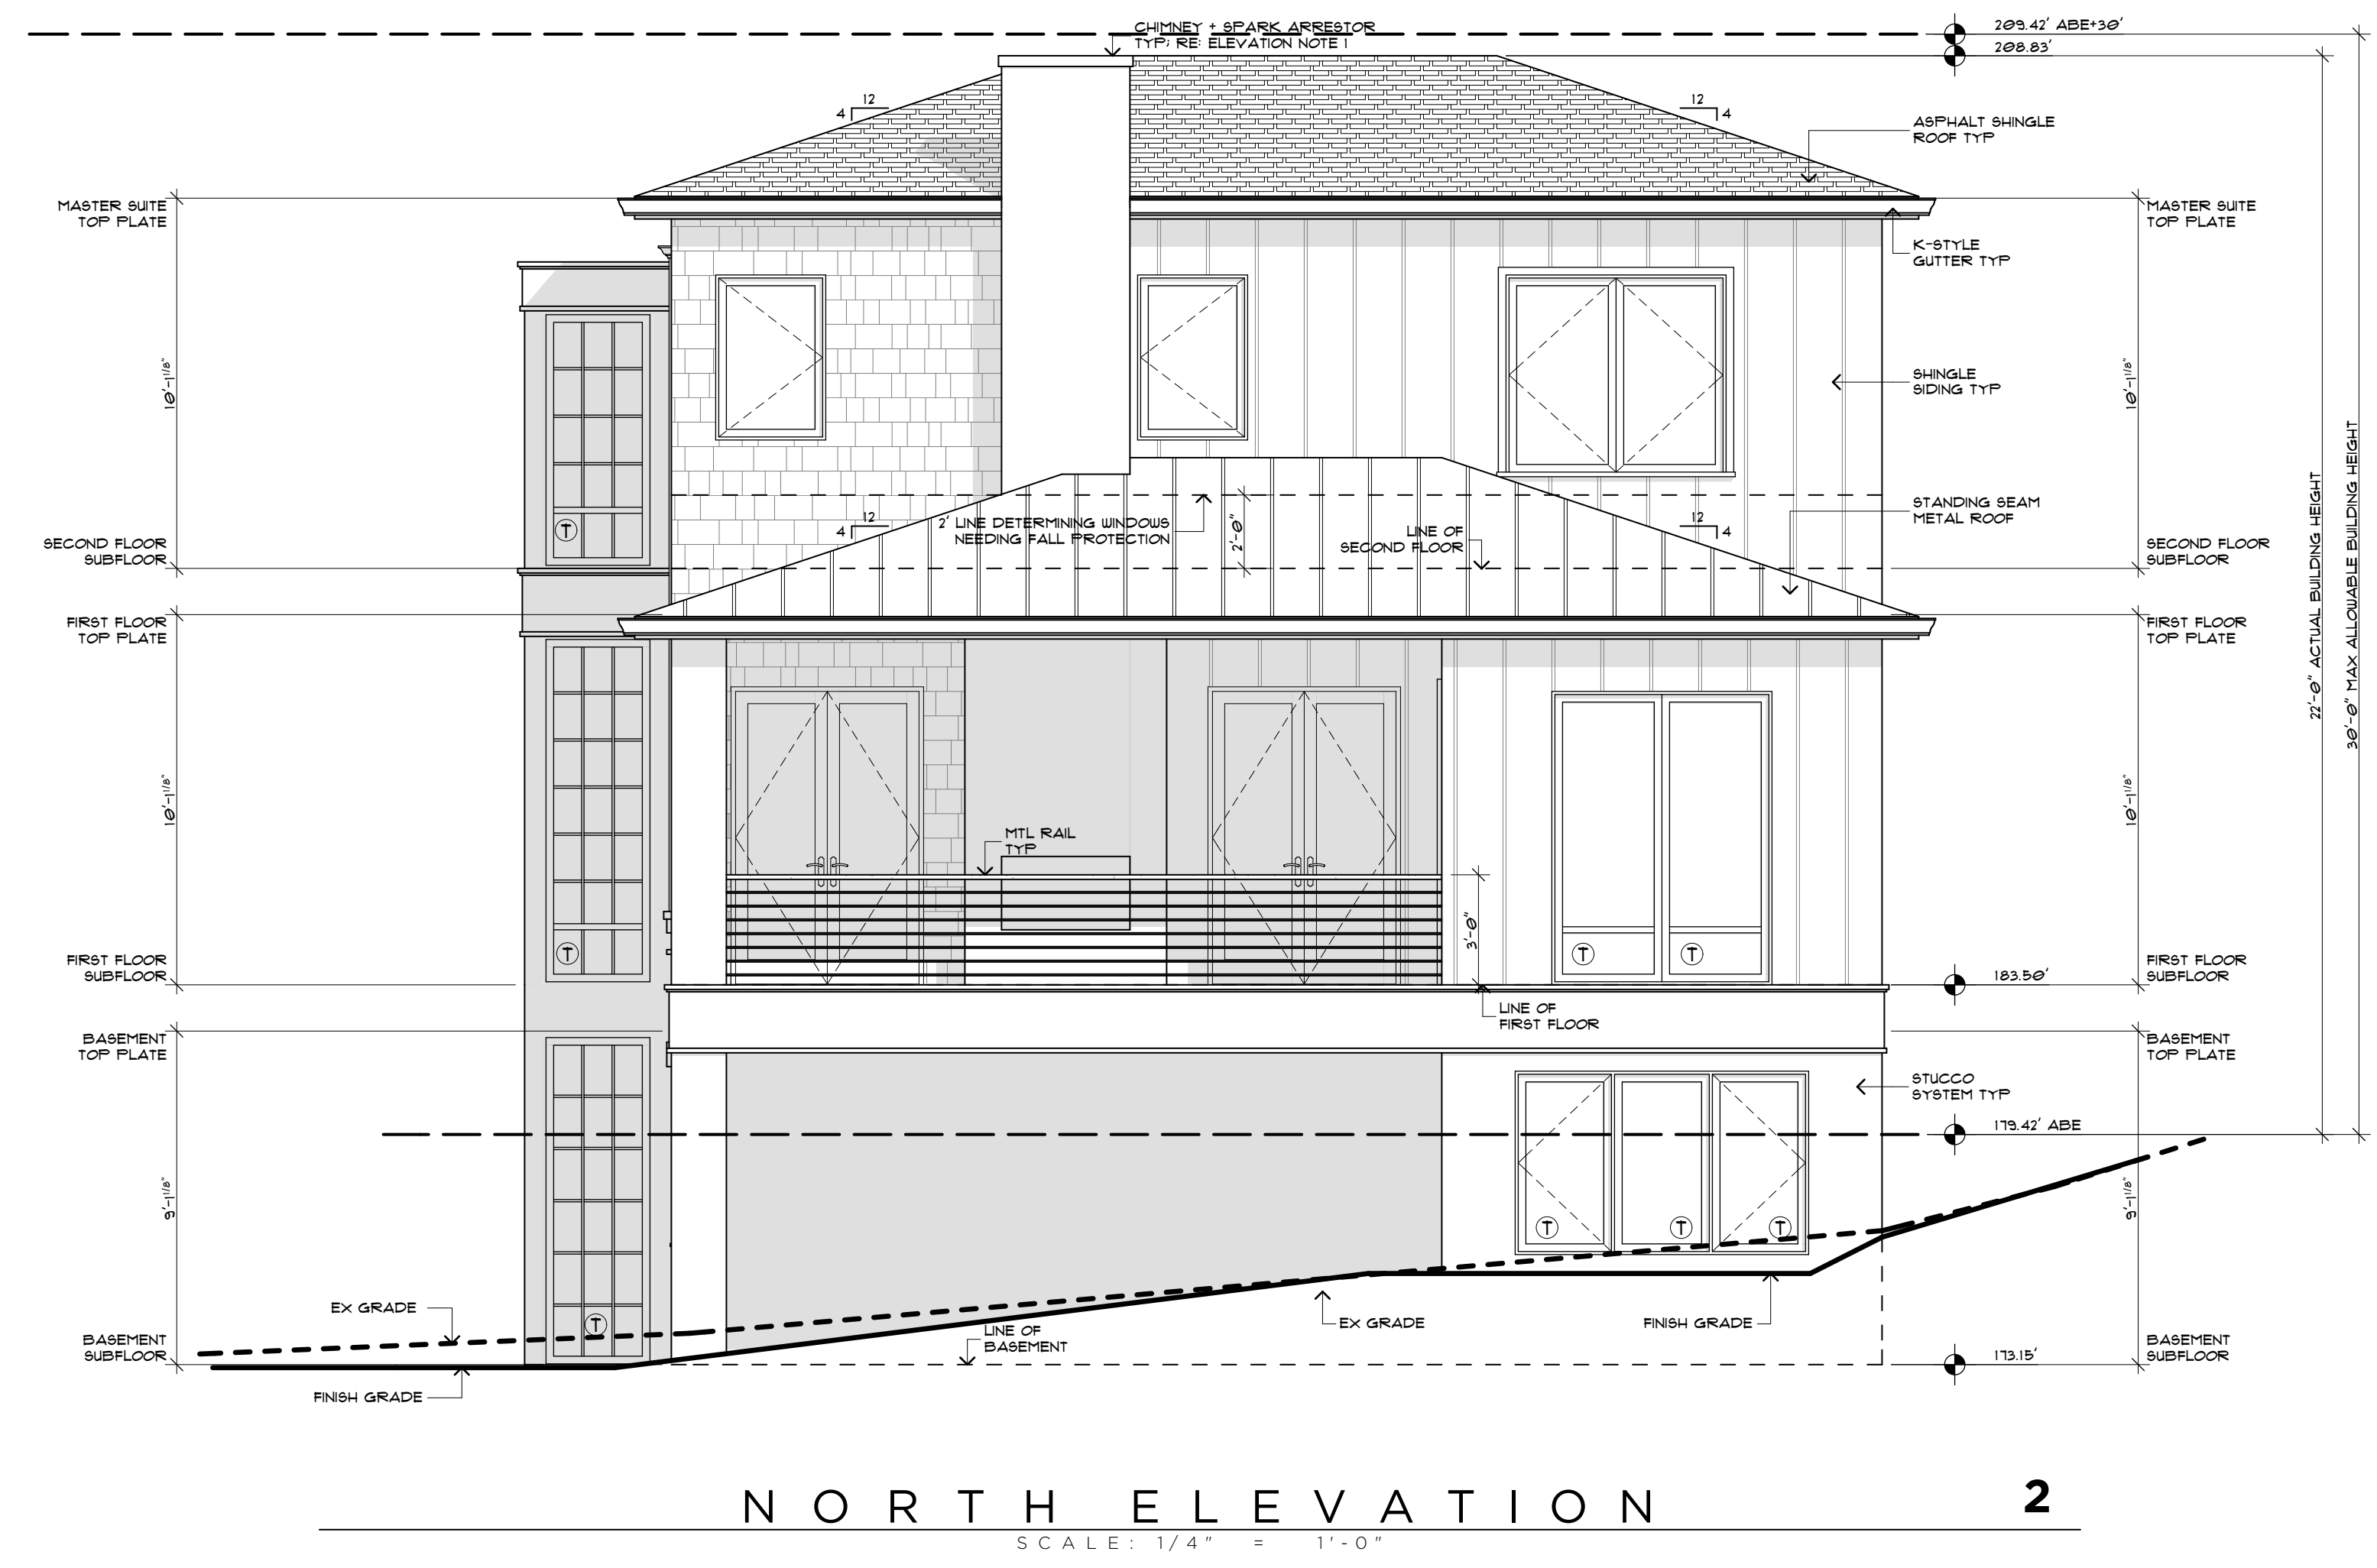 CHIMNEY + SPARK ARRESTOR
TYP; RE: ELEVATION NOTE 1
209.42' ABE+30'
208.83'
12
4
12
4
ASPHALT SHINGLE
ROOF TYP
MASTER SUITE
TOP PLATE
MASTER SUITE
TOP PLATE
K-STYLE
GUTTER TYP
10'-1 1/8"
SHINGLE
SIDING TYP
10'-1 1/8"
22'-0" ACTUAL BUILDING HEIGHT
30'-0" MAX ALLOWABLE BUILDING HEIGHT
STANDING SEAM
METAL ROOF
12
4
2' LINE DETERMINING WINDOWS
NEEDING FALL PROTECTION
2'-0"
LINE OF
SECOND FLOOR
12
4
T
SECOND FLOOR
SUBFLOOR
SECOND FLOOR
SUBFLOOR
FIRST FLOOR
TOP PLATE
FIRST FLOOR
TOP PLATE
10'-1 1/8"
10'-1 1/8"
MTL RAIL
TYP
3'-0"
T
T
T
FIRST FLOOR
SUBFLOOR
183.50'
FIRST FLOOR
SUBFLOOR
LINE OF
FIRST FLOOR
BASEMENT
TOP PLATE
BASEMENT
TOP PLATE
STUCCO
SYSTEM TYP
179.42' ABE
9'-1 1/8"
9'-1 1/8"
T
T
T
EX GRADE
T
EX GRADE
FINISH GRADE
LINE OF
BASEMENT
BASEMENT
SUBFLOOR
173.15'
BASEMENT
SUBFLOOR
FINISH GRADE
NORTH ELEVATION
2
SCALE: 1/4" = 1'-0"